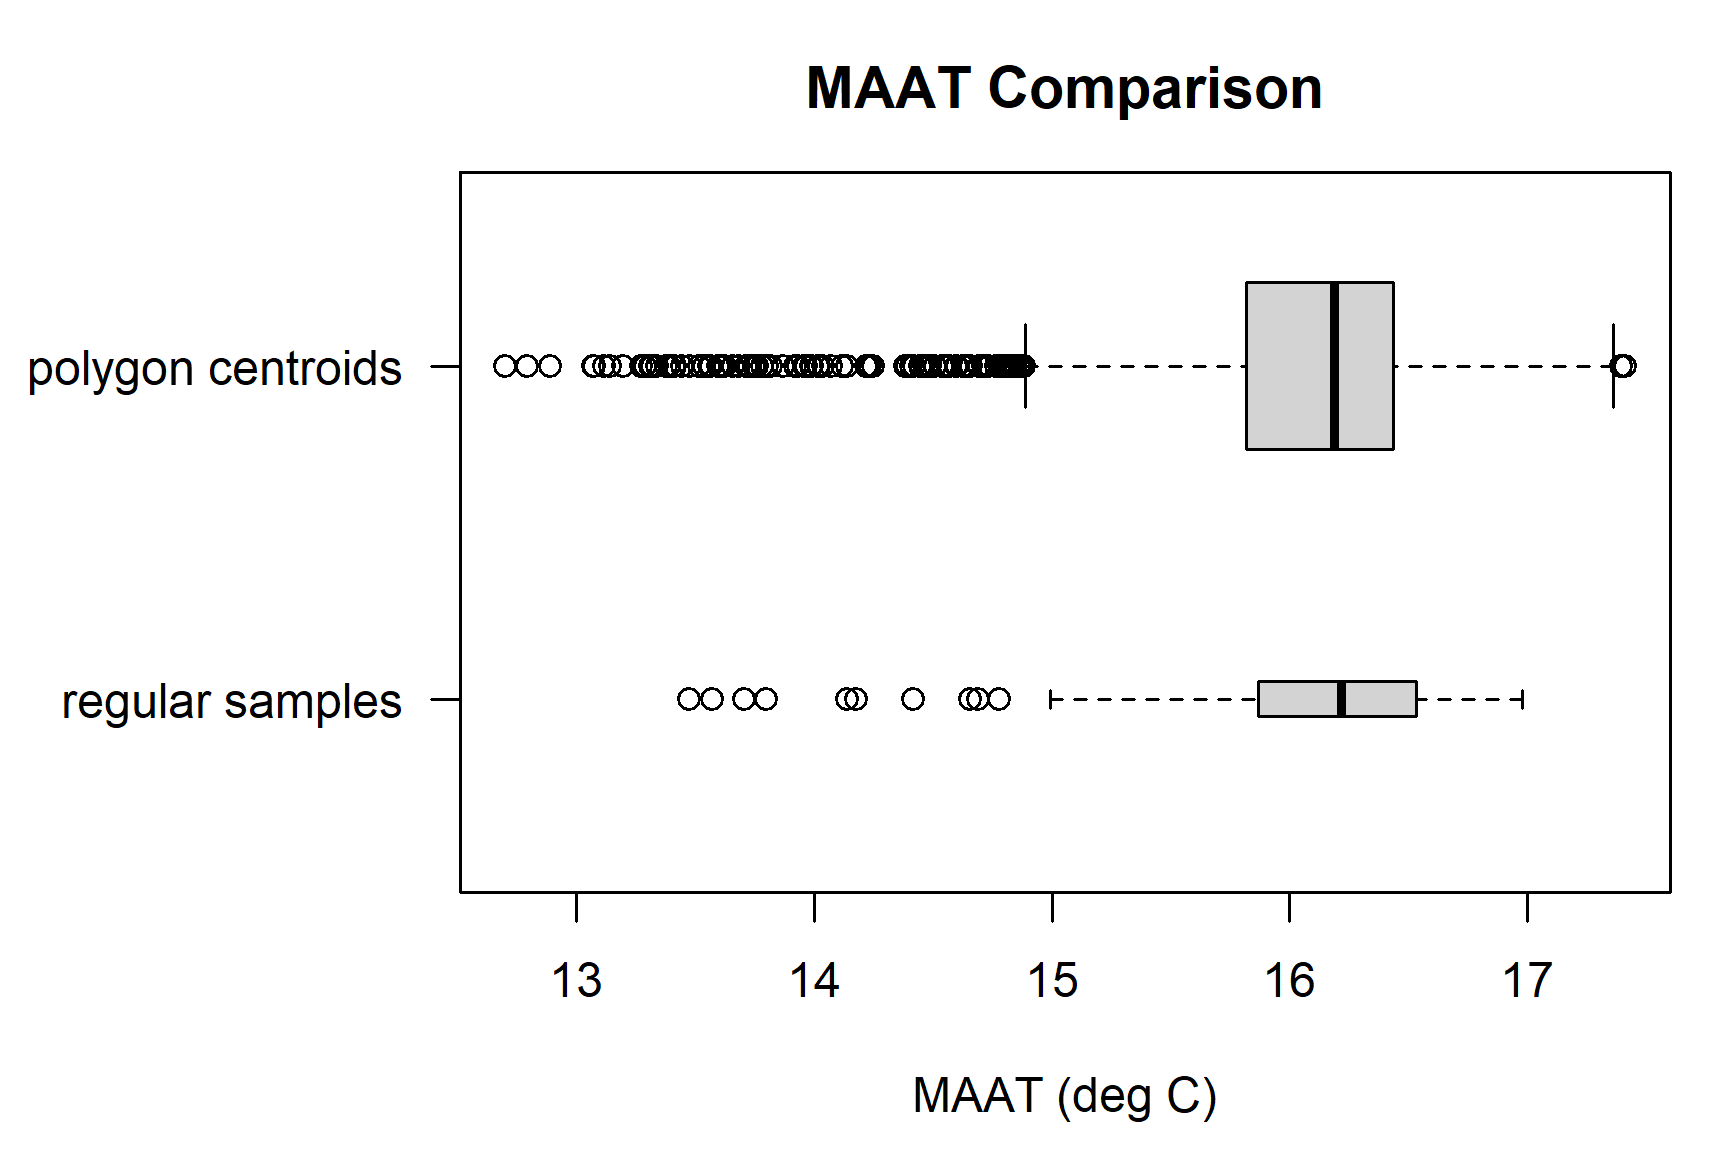 MAAT Comparison
polygon centroids
regular samples
13 14 15 16 17
MAAT (deg C)